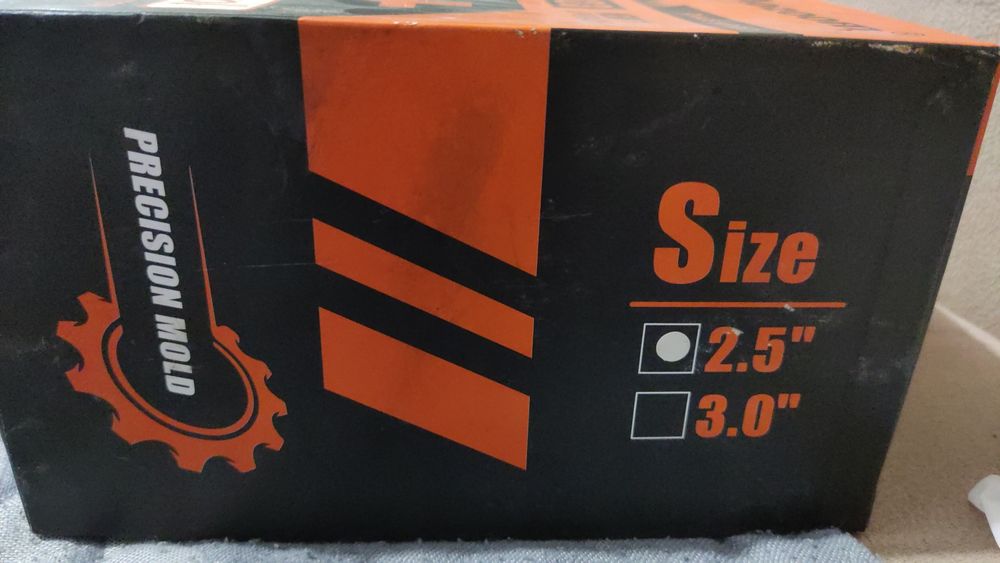 PRECISION MOLD
Size
2.5"
3.0"